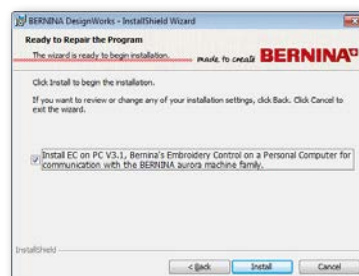 BERNINA DesignWorks - InstallShield Wizard
Ready to Repair the Program
The wizard is ready to begin installation.
made to create BERNINA
Click Install to begin the installation.
If you want to review or change any of your installation settings, click Back. Click Cancel to
exit the wizard.
Install EC on PC V3.1, Bernina's Embroidery Control on a Personal Computer for
communication with the BERNINA aurora machine family.
InstallShield
< Back
Install
Cancel